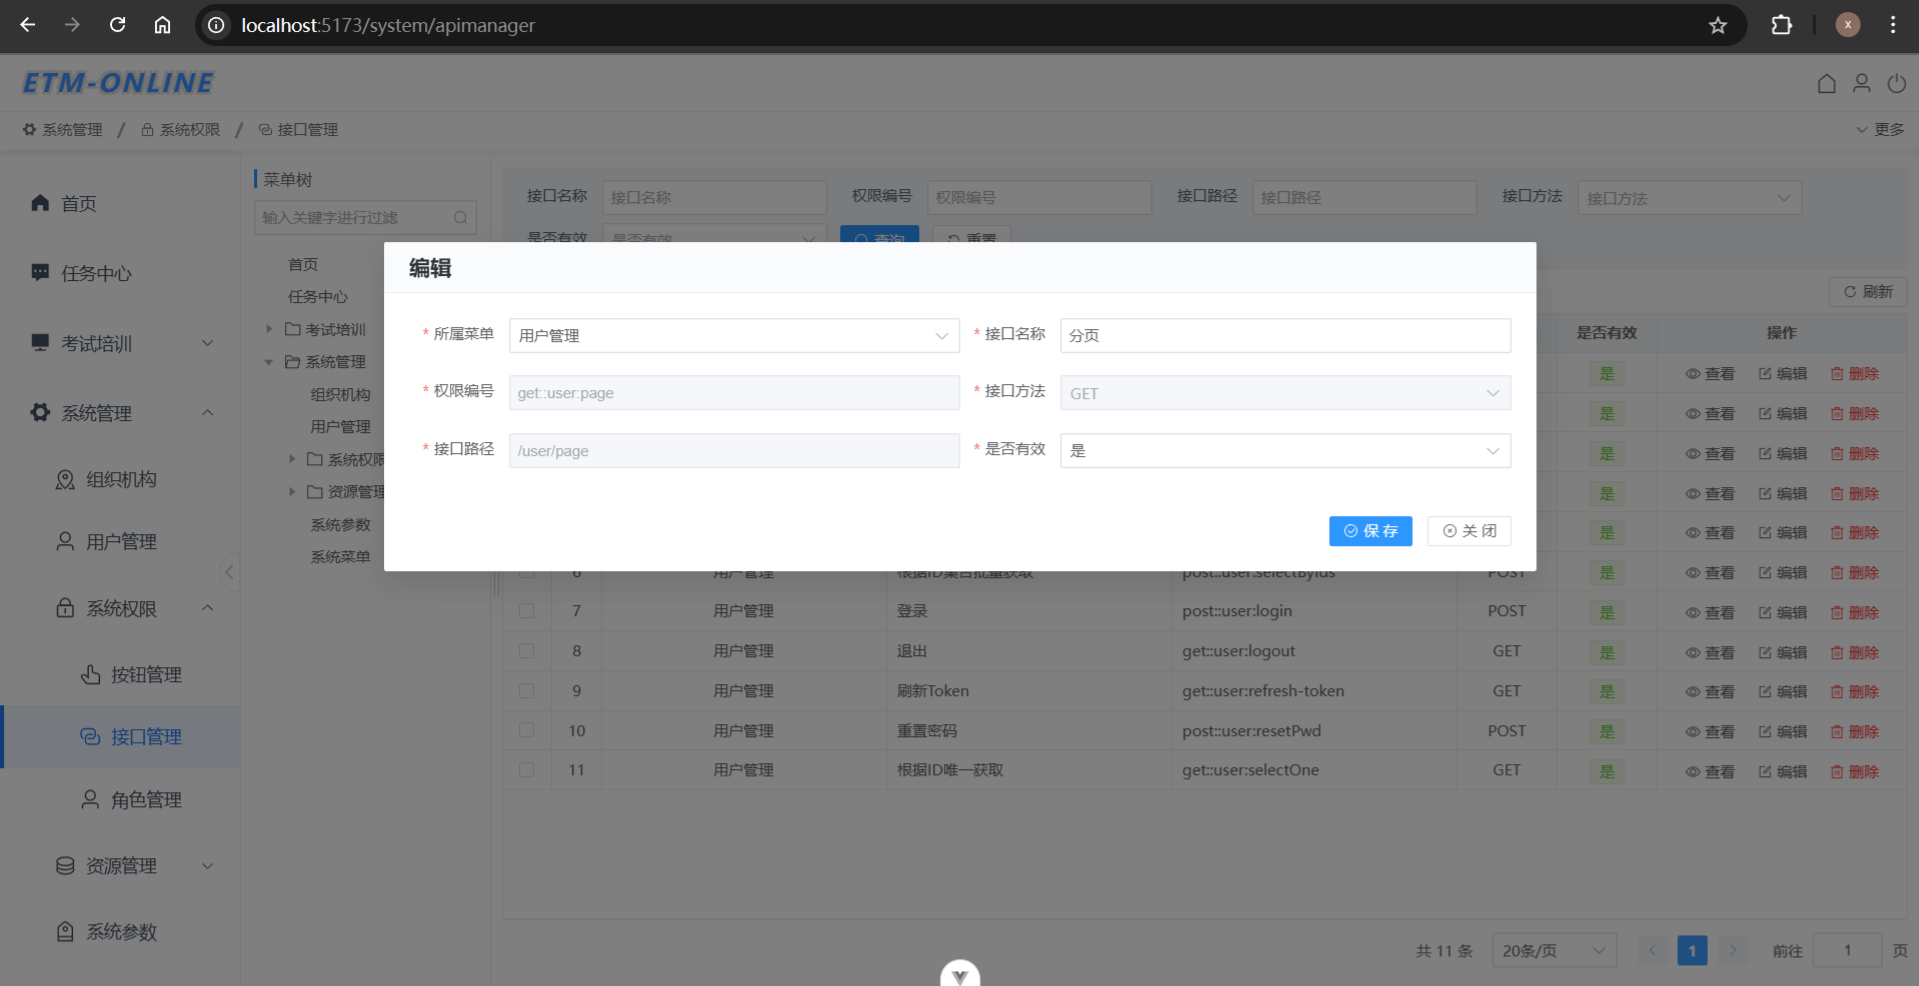 localhost:5173/system/apimanager
x
ETM-ONLINE
系统管理 / 系统权限 / 接口管理
更多
首页
任务中心
考试培训
系统管理
组织机构
用户管理
系统权限
按钮管理
接口管理
角色管理
资源管理
系统参数
菜单树
输入关键字进行过滤
首页
任务中心
考试培训
系统管理
组织机构
用户管理
系统权限
资源管理
系统参数
系统菜单
接口名称 接口名称 权限编号 权限编号 接口路径 接口路径 接口方法 接口方法
是否有效 是否有效 查询 重置
刷新
编辑
* 所属菜单 用户管理 * 接口名称 分页
* 权限编号 get::user:page * 接口方法 GET
* 接口路径 /user/page * 是否有效 是
保存 关闭
是否有效 操作
是 查看 编辑 删除
是 查看 编辑 删除
是 查看 编辑 删除
是 查看 编辑 删除
是 查看 编辑 删除
6 用户管理 根据ID集合批量获取 post::user:selectByIds POST 是 查看 编辑 删除
7 用户管理 登录 post::user:login POST 是 查看 编辑 删除
8 用户管理 退出 get::user:logout GET 是 查看 编辑 删除
9 用户管理 刷新Token get::user:refresh-token GET 是 查看 编辑 删除
10 用户管理 重置密码 post::user:resetPwd POST 是 查看 编辑 删除
11 用户管理 根据ID唯一获取 get::user:selectOne GET 是 查看 编辑 删除
共 11 条 20条/页 1 前往 1 页